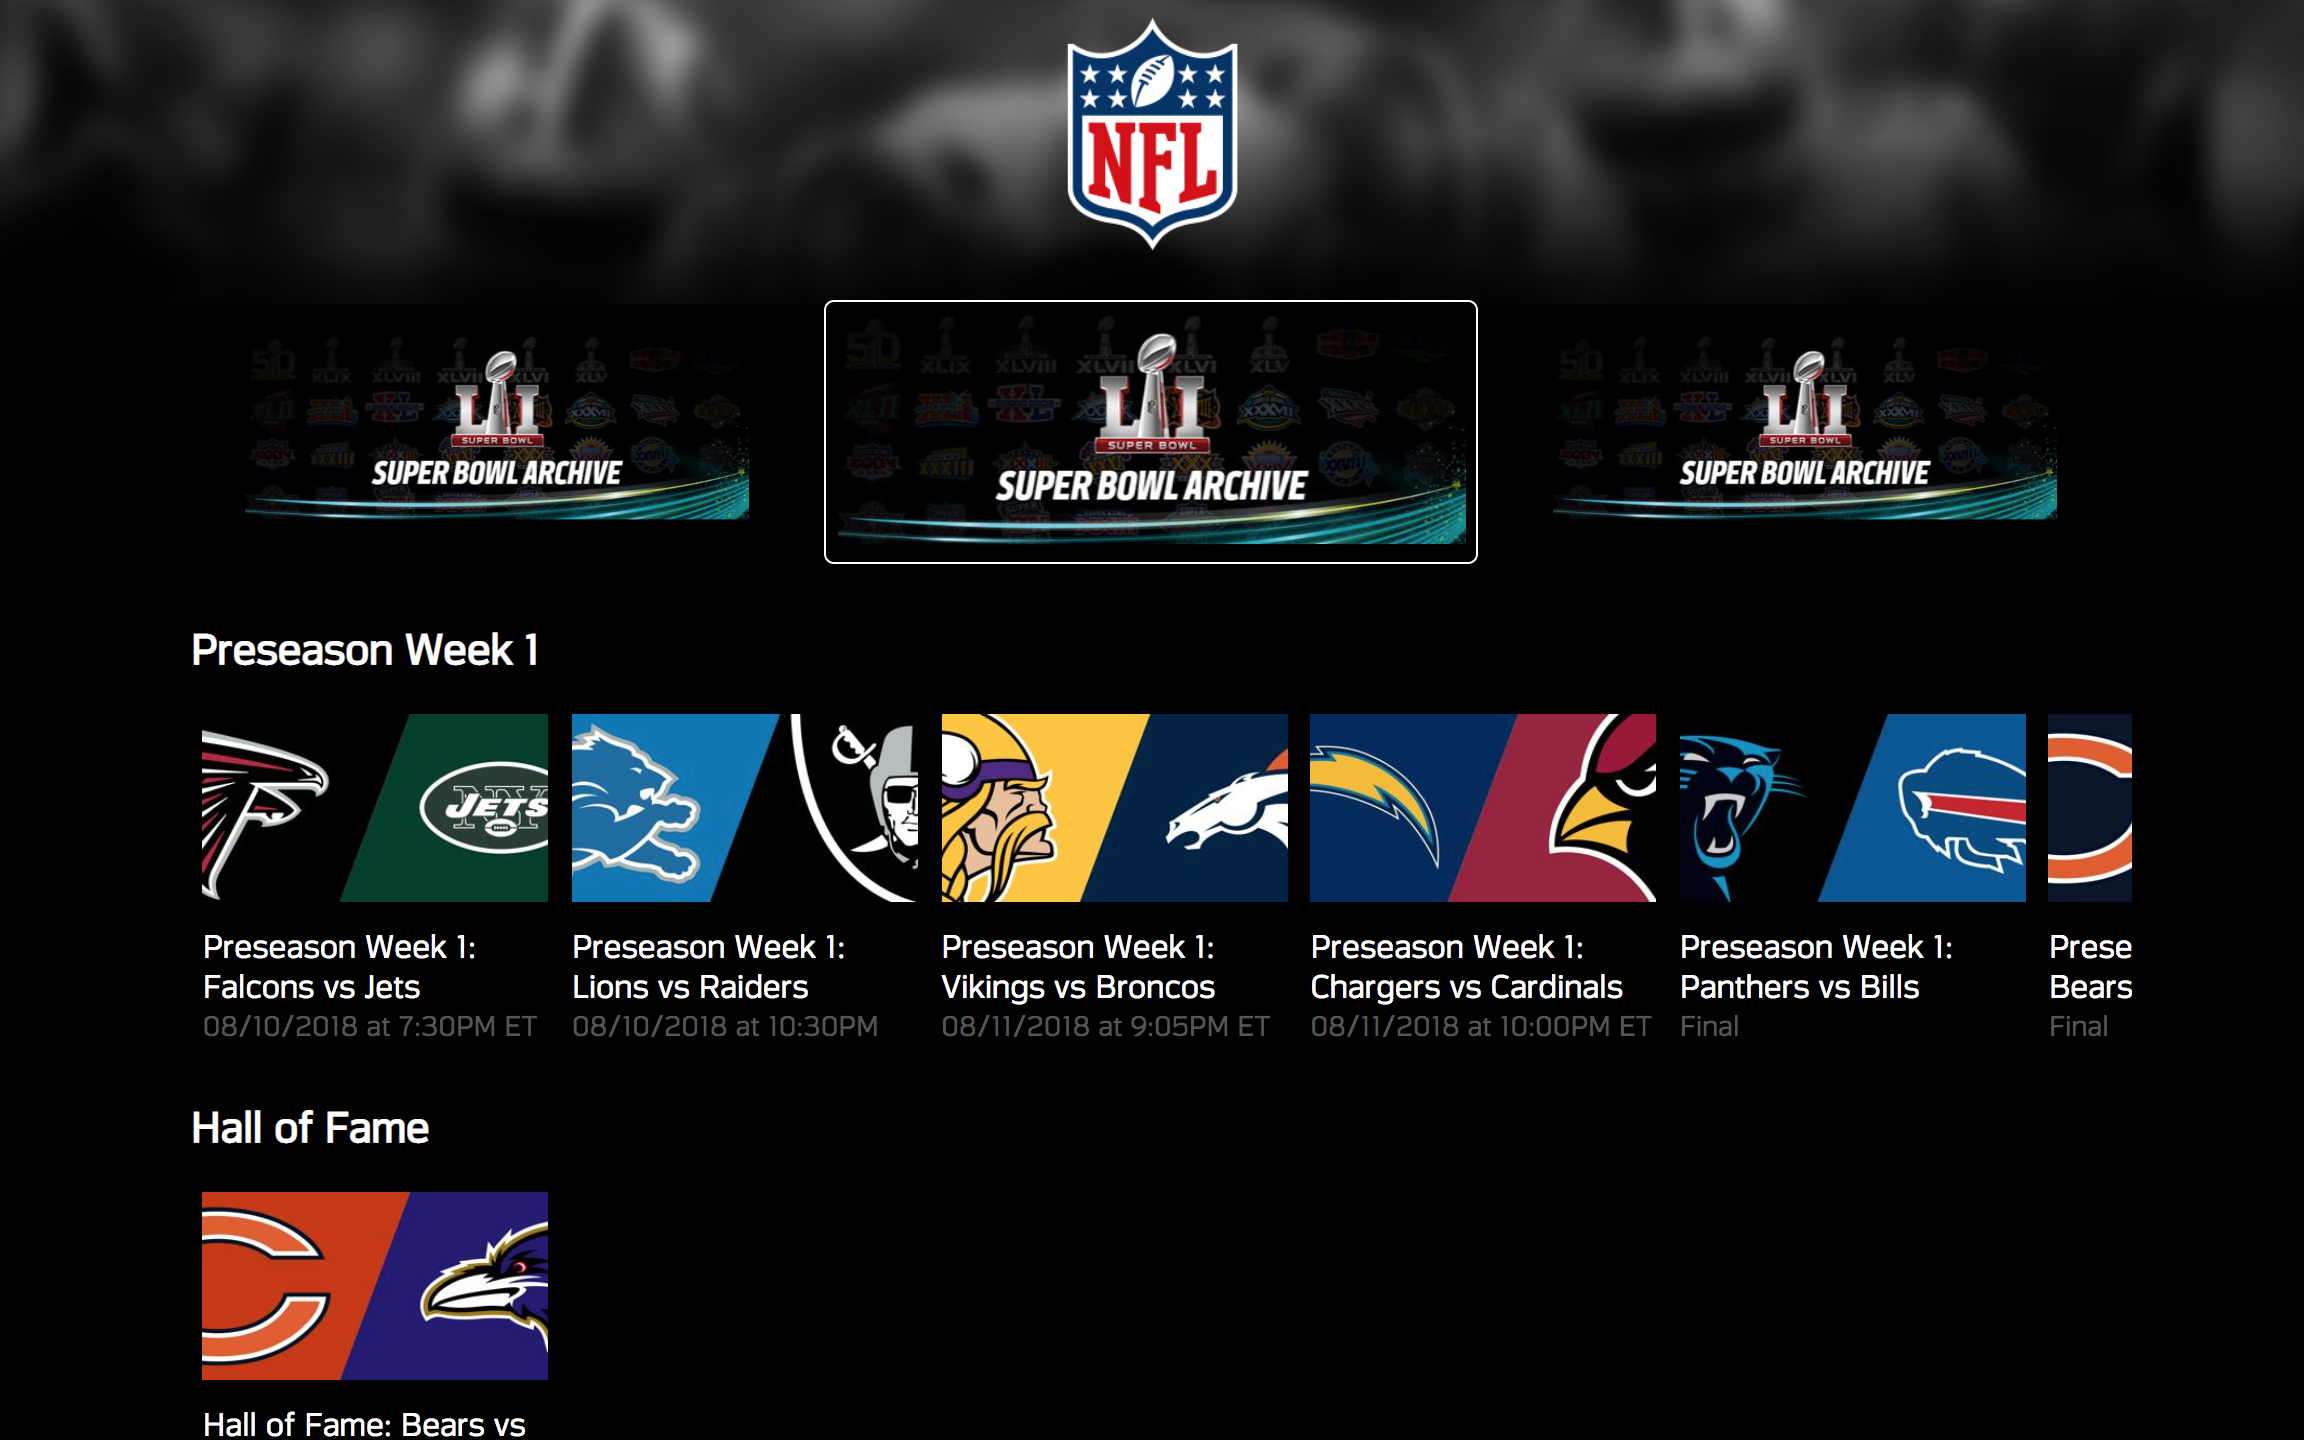 NFL
LI
SUPER BOWL
SUPER BOWL ARCHIVE
LI
SUPER BOWL
SUPER BOWL ARCHIVE
LI
SUPER BOWL
SUPER BOWL ARCHIVE
Preseason Week 1
JETS
NY
Preseason Week 1:
Falcons vs Jets
08/10/2018 at 7:30PM ET
Preseason Week 1:
Lions vs Raiders
08/10/2018 at 10:30PM
Preseason Week 1:
Vikings vs Broncos
08/11/2018 at 9:05PM ET
Preseason Week 1:
Chargers vs Cardinals
08/11/2018 at 10:00PM ET
Preseason Week 1:
Panthers vs Bills
Final
Prese
Bears
Final
Hall of Fame
Hall of Fame: Bears vs